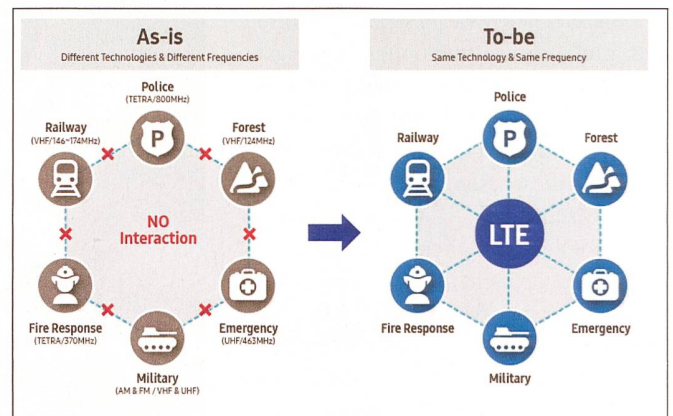 As-is
Different Technologies & Different Frequencies
To-be
Same Technology & Same Frequency
Police
(TETRA/800MHz)
Railway
(VHF/146~174MHz)
Forest
(VHF/124MHz)
P
NO
Interaction
Fire Response
(TETRA/370MHz)
Emergency
(UHF/463MHz)
Military
(AM & FM / VHF & UHF)
Police
Railway
Forest
P
LTE
Fire Response
Emergency
Military